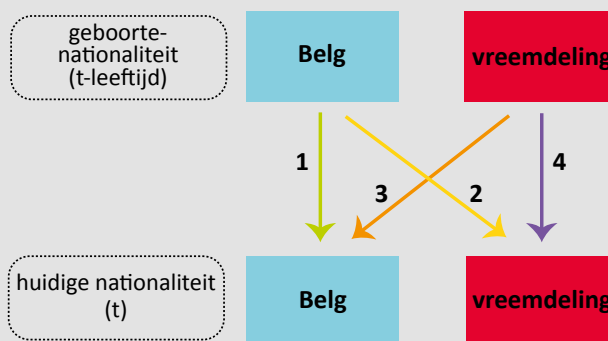 geboorte-
nationaliteit
(t-leeftijd)
Belg
vreemdeling
1
3
2
4
huidige nationaliteit
(t)
Belg
vreemdeling